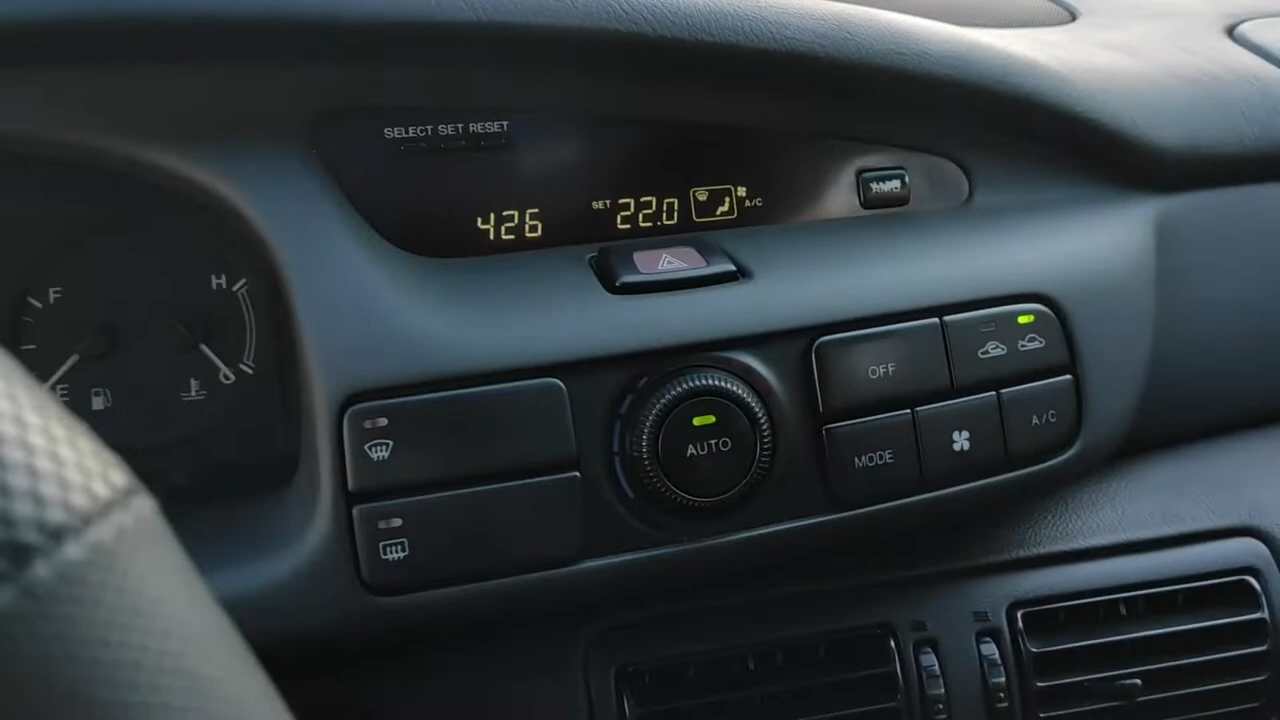 SELECT SET RESET
426
SET 22.0 A/C
F
H
E
C
OFF
AUTO
MODE
A/C